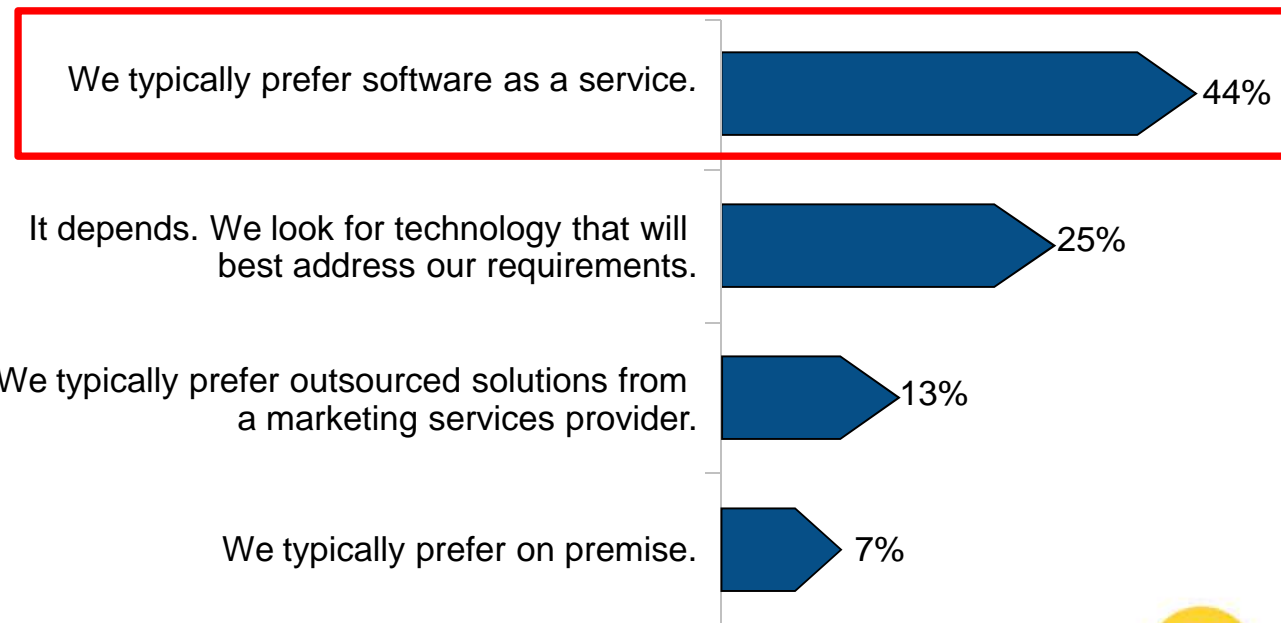 We typically prefer software as a service.
44%
It depends. We look for technology that will
best address our requirements.
25%
We typically prefer outsourced solutions from
a marketing services provider.
13%
We typically prefer on premise.
7%